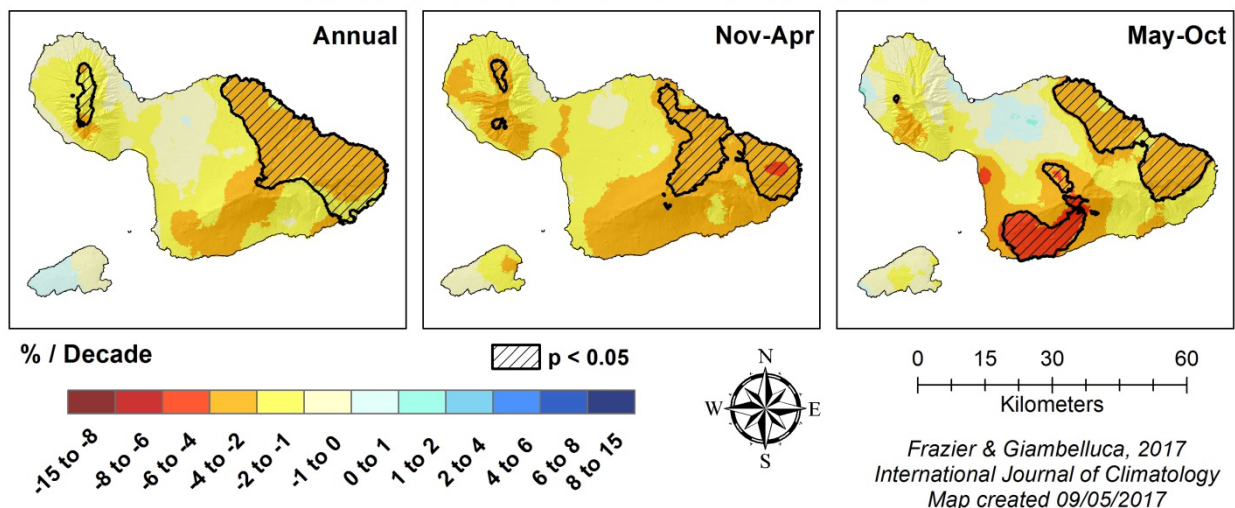 Annual
Nov-Apr
May-Oct
% / Decade
p < 0.05
-15 to -8
-8 to -6
-6 to -4
-4 to -2
-2 to -1
-1 to 0
0 to 1
1 to 2
2 to 4
4 to 6
6 to 8
8 to 15
N
W
E
S
0 15 30 60
Kilometers
Frazier & Giambelluca, 2017
International Journal of Climatology
Map created 09/05/2017